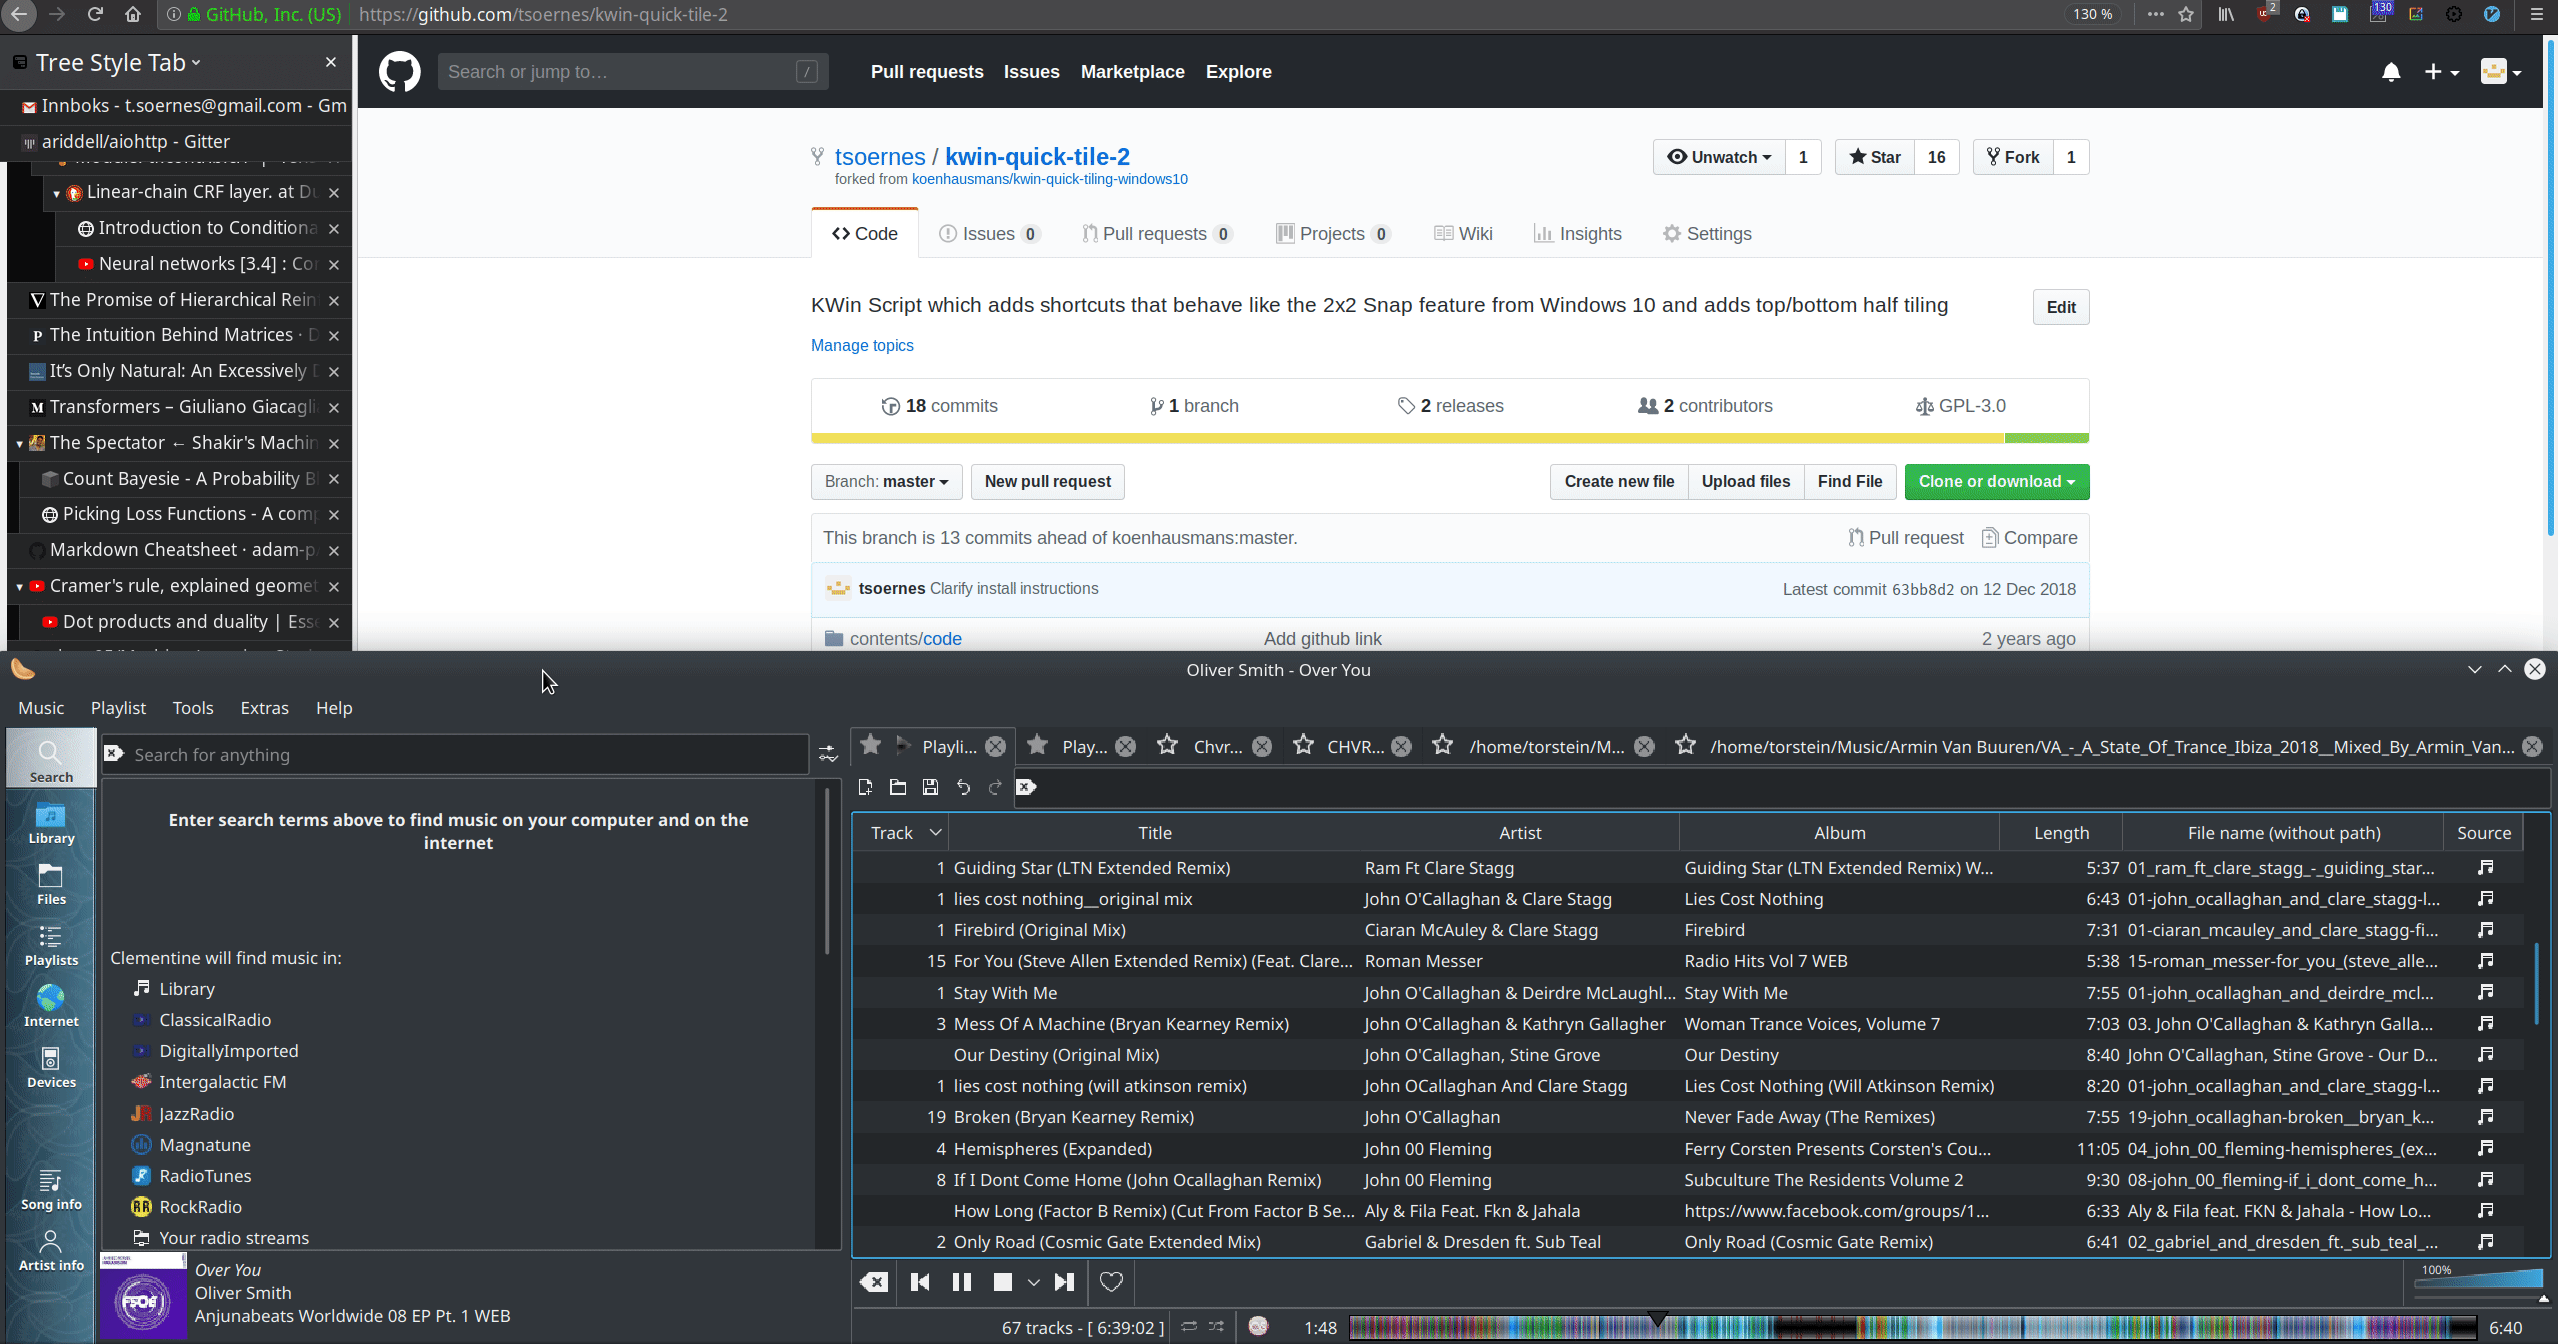 GitHub, Inc. (US) https://github.com/tsoernes/kwin-quick-tile-2 130 % 2 130
Tree Style Tab
Innboks - t.soernes@gmail.com - Gm
ariddell/aiohttp - Gitter
Linear-chain CRF layer. at Du
Introduction to Conditiona
Neural networks [3.4] : Co
The Promise of Hierarchical Rein
The Intuition Behind Matrices · D
It's Only Natural: An Excessively D
Transformers – Giuliano Giacagli
The Spectator ← Shakir's Machin
Count Bayesie - A Probability B
Picking Loss Functions - A comp
Markdown Cheatsheet · adam-p
Cramer's rule, explained geomet
Dot products and duality | Esse
Search or jump to… /
Pull requests Issues Marketplace Explore
tsoernes / kwin-quick-tile-2
forked from koenhausmans/kwin-quick-tiling-windows10
Unwatch 1 Star 16 Fork 1
Code Issues 0 Pull requests 0 Projects 0 Wiki Insights Settings
KWin Script which adds shortcuts that behave like the 2x2 Snap feature from Windows 10 and adds top/bottom half tiling
Edit
Manage topics
18 commits 1 branch 2 releases 2 contributors GPL-3.0
Branch: master New pull request Create new file Upload files Find File Clone or download
This branch is 13 commits ahead of koenhausmans:master. Pull request Compare
tsoernes Clarify install instructions Latest commit 63bb8d2 on 12 Dec 2018
contents/code Add github link 2 years ago
Oliver Smith - Over You
Music Playlist Tools Extras Help
Search
Library
Files
Playlists
Internet
Devices
Song info
Artist info
Search for anything
Enter search terms above to find music on your computer and on the
internet
Clementine will find music in:
Library
ClassicalRadio
DigitallyImported
Intergalactic FM
JazzRadio
Magnatune
RadioTunes
RockRadio
Your radio streams
Over You
Oliver Smith
Anjunabeats Worldwide 08 EP Pt. 1 WEB
Playli... Play... Chvr... CHVR... /home/torstein/M... /home/torstein/Music/Armin Van Buuren/VA_-_A_State_Of_Trance_Ibiza_2018__Mixed_By_Armin_Van...
Track Title Artist Album Length File name (without path) Source
1 Guiding Star (LTN Extended Remix) Ram Ft Clare Stagg Guiding Star (LTN Extended Remix) W... 5:37 01_ram_ft_clare_stagg_-_guiding_star...
1 lies cost nothing__original mix John O'Callaghan & Clare Stagg Lies Cost Nothing 6:43 01-john_ocallaghan_and_clare_stagg-l...
1 Firebird (Original Mix) Ciaran McAuley & Clare Stagg Firebird 7:31 01-ciaran_mcauley_and_clare_stagg-fi...
15 For You (Steve Allen Extended Remix) (Feat. Clare... Roman Messer Radio Hits Vol 7 WEB 5:38 15-roman_messer-for_you_(steve_alle...
1 Stay With Me John O'Callaghan & Deirdre McLaughl... Stay With Me 7:55 01-john_ocallaghan_and_deirdre_mcl...
3 Mess Of A Machine (Bryan Kearney Remix) John O'Callaghan & Kathryn Gallagher Woman Trance Voices, Volume 7 7:03 03. John O'Callaghan & Kathryn Galla...
Our Destiny (Original Mix) John O'Callaghan, Stine Grove Our Destiny 8:40 John O'Callaghan, Stine Grove - Our D...
1 lies cost nothing (will atkinson remix) John OCallaghan And Clare Stagg Lies Cost Nothing (Will Atkinson Remix) 8:20 01-john_ocallaghan_and_clare_stagg-l...
19 Broken (Bryan Kearney Remix) John O'Callaghan Never Fade Away (The Remixes) 7:55 19-john_ocallaghan-broken__bryan_k...
4 Hemispheres (Expanded) John 00 Fleming Ferry Corsten Presents Corsten's Cou... 11:05 04_john_00_fleming-hemispheres_(ex...
8 If I Dont Come Home (John Ocallaghan Remix) John 00 Fleming Subculture The Residents Volume 2 9:30 08-john_00_fleming-if_i_dont_come_h...
How Long (Factor B Remix) (Cut From Factor B Se... Aly & Fila Feat. Fkn & Jahala https://www.facebook.com/groups/1... 6:33 Aly & Fila feat. FKN & Jahala - How Lo...
2 Only Road (Cosmic Gate Extended Mix) Gabriel & Dresden ft. Sub Teal Only Road (Cosmic Gate Remix) 6:41 02_gabriel_and_dresden_ft._sub_teal_...
100%
67 tracks - [ 6:39:02 ] 1:48 6:40